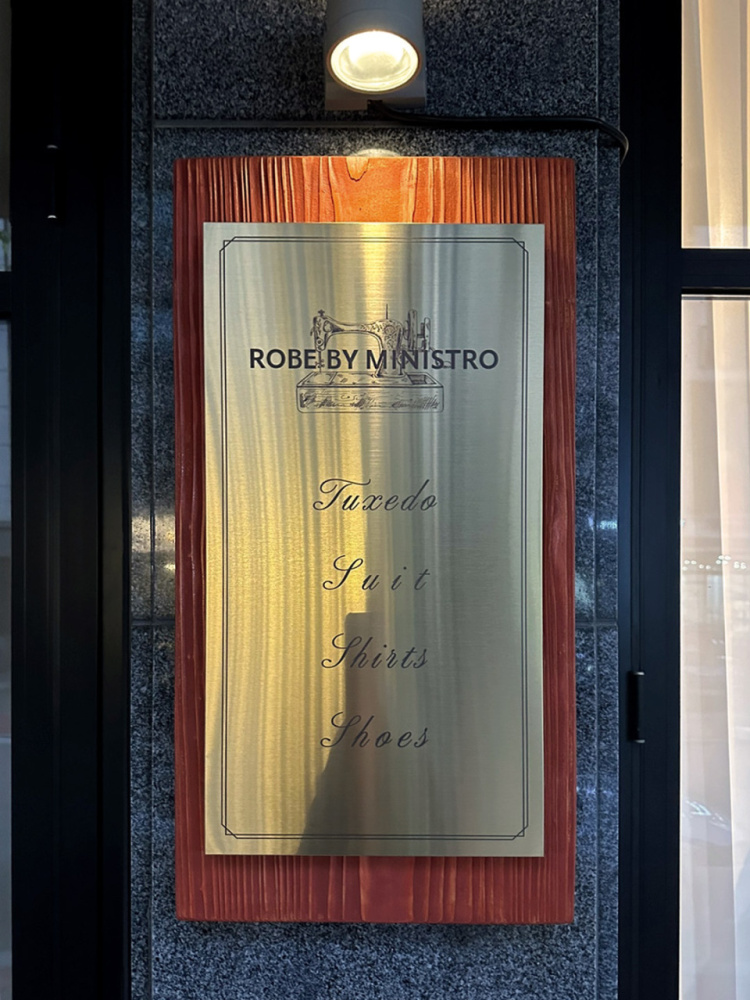 ROBE BY MINISTRO
Tuxedo
Suit
Shirts
Shoes